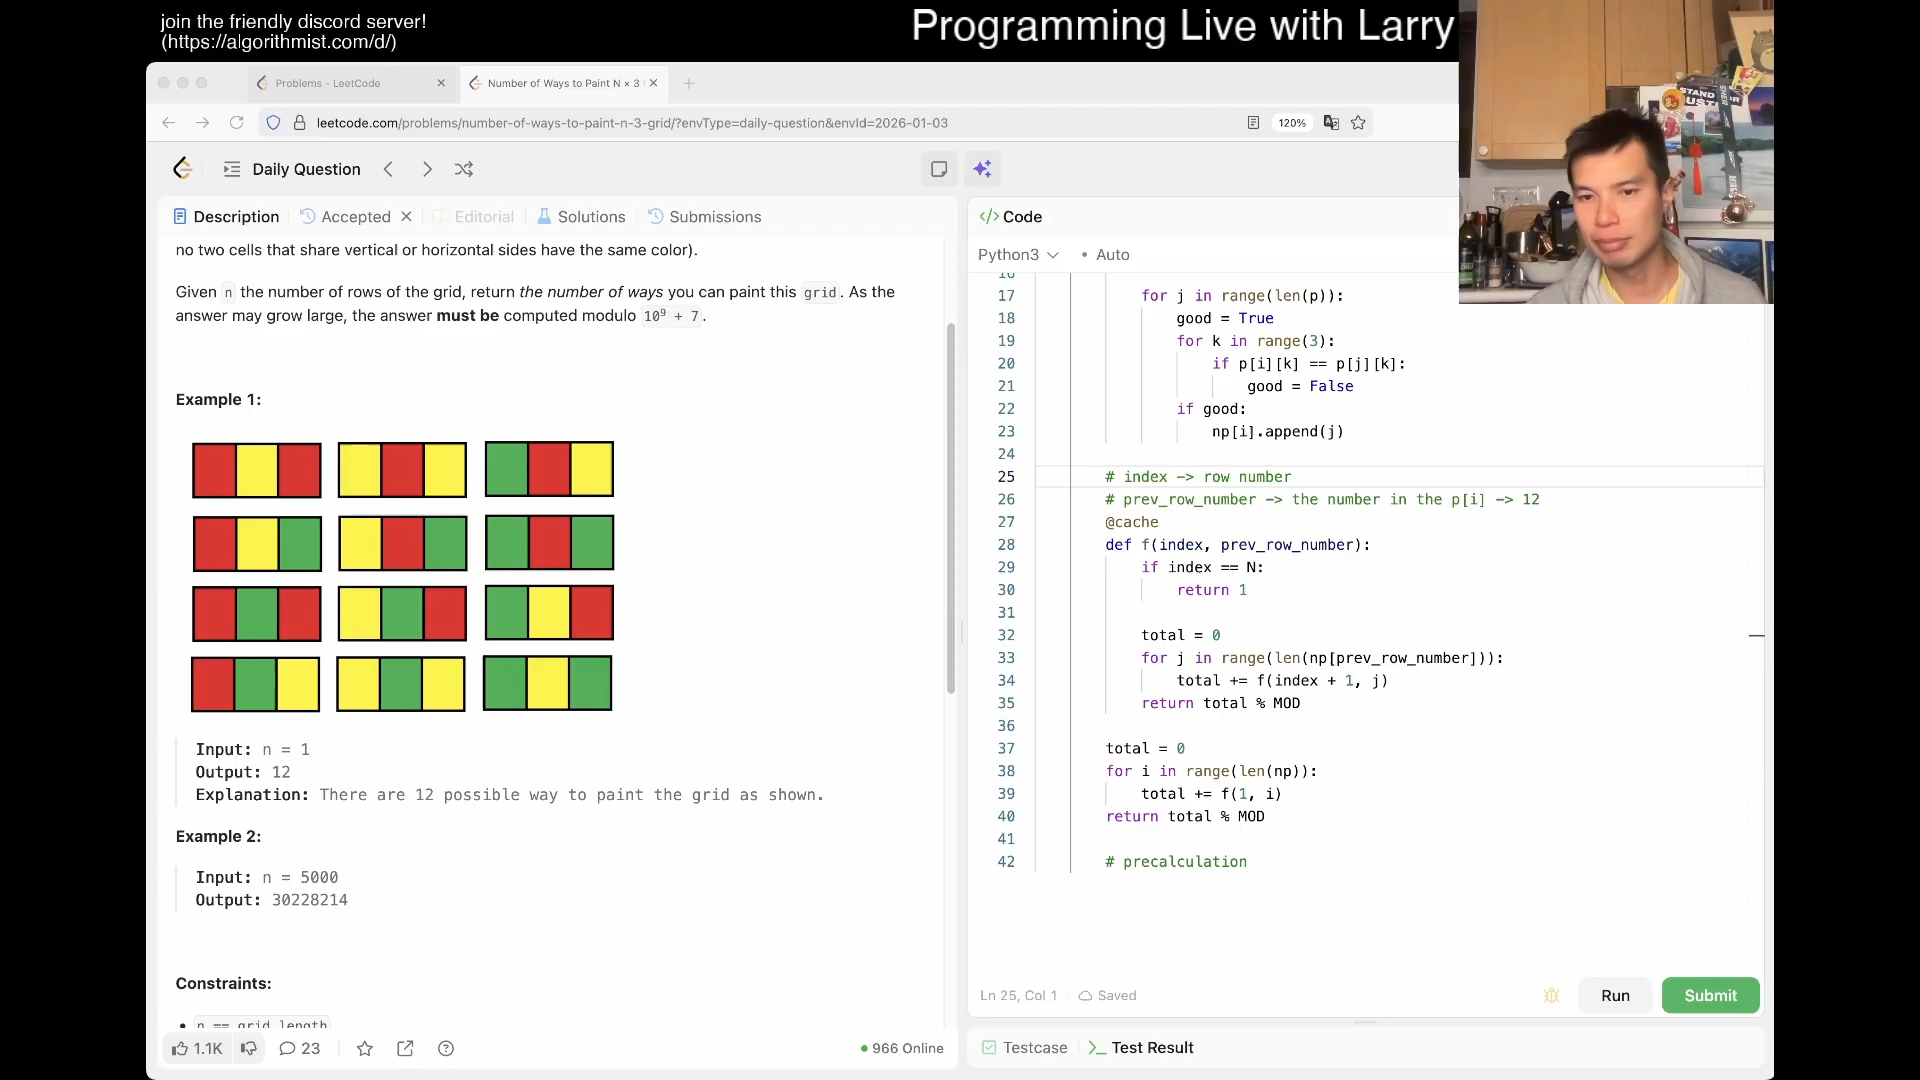 join the friendly discord server!
(https://algorithmist.com/d/)
Programming Live with Larry
Problems - LeetCode
Number of Ways to Paint N × 3
leetcode.com/problems/number-of-ways-to-paint-n-3-grid/?envType=daily-question&envId=2026-01-03
120%
Daily Question
Description
Accepted
Editorial
Solutions
Submissions
no two cells that share vertical or horizontal sides have the same color).
Given n the number of rows of the grid, return the number of ways you can paint this grid. As the
answer may grow large, the answer must be computed modulo 10⁹ + 7.
Example 1:
Input: n = 1
Output: 12
Explanation: There are 12 possible way to paint the grid as shown.
Example 2:
Input: n = 5000
Output: 30228214
Constraints:
n == grid.length
1.1K
23
966 Online
</> Code
Python3
• Auto
16
17 for j in range(len(p)):
18 good = True
19 for k in range(3):
20 if p[i][k] == p[j][k]:
21 good = False
22 if good:
23 np[i].append(j)
24
25 # index -> row number
26 # prev_row_number -> the number in the p[i] -> 12
27 @cache
28 def f(index, prev_row_number):
29 if index == N:
30 return 1
31
32 total = 0
33 for j in range(len(np[prev_row_number])):
34 total += f(index + 1, j)
35 return total % MOD
36
37 total = 0
38 for i in range(len(np)):
39 total += f(1, i)
40 return total % MOD
41
42 # precalculation
Ln 25, Col 1
Saved
Run
Submit
Testcase
Test Result
STAND